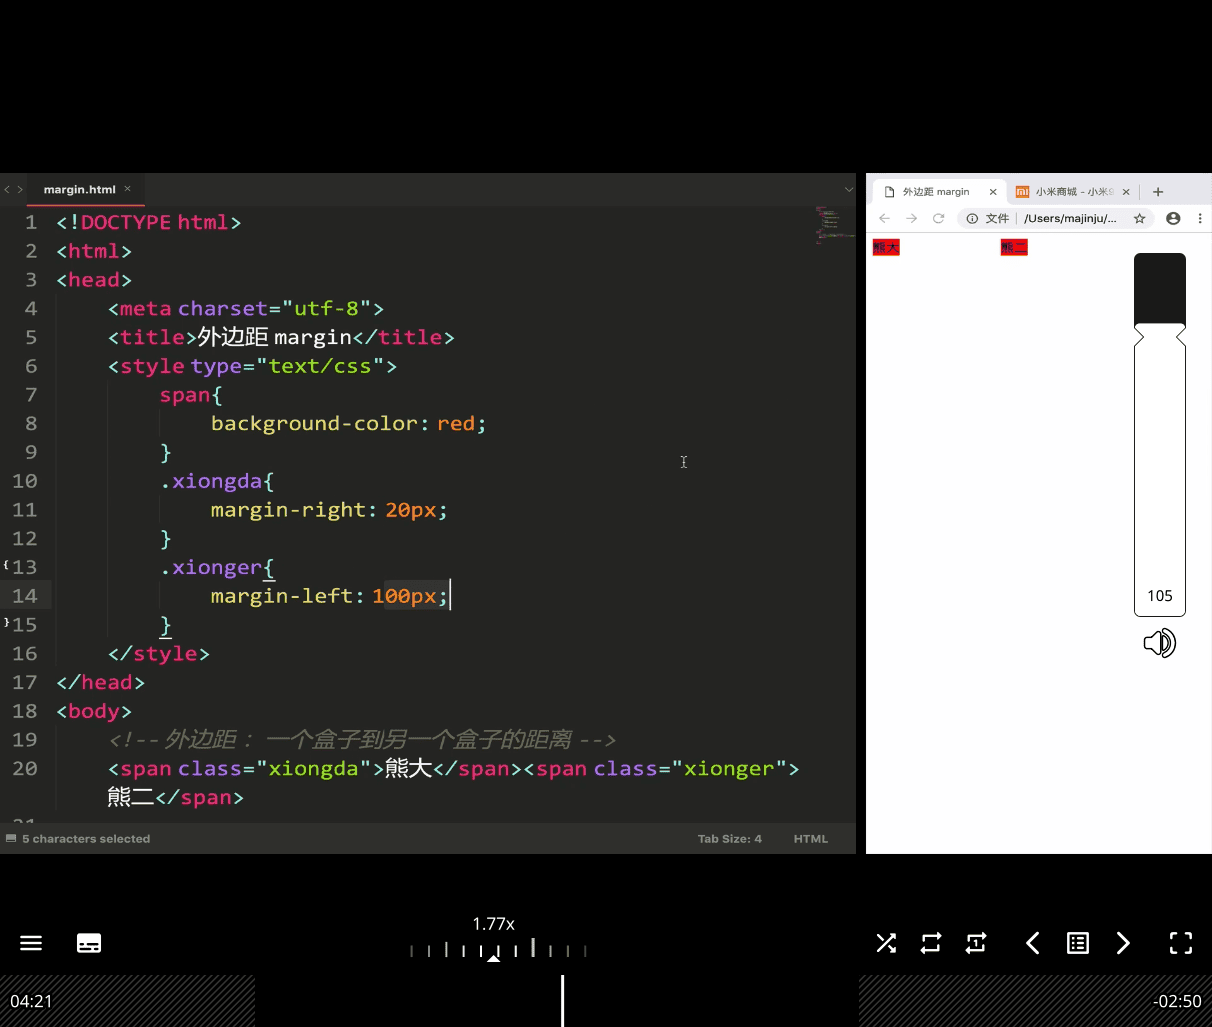 margin.html ×
1 <!DOCTYPE html>
2 <html>
3 <head>
4 <meta charset="utf-8">
5 <title>外边距 margin</title>
6 <style type="text/css">
7 span{
8 background-color: red;
9 }
10 .xiongda{
11 margin-right: 20px;
12 }
13 .xionger{
14 margin-left: 100px;
15 }
16 </style>
17 </head>
18 <body>
19 <!-- 外边距： 一个盒子到另一个盒子的距离 -->
20 <span class="xiongda">熊大</span><span class="xionger">
熊二</span>
5 characters selected
Tab Size: 4
HTML
外边距 margin
小米商城 - 小米
文件
/Users/majinju/...
熊大
熊二
105
1.77x
04:21
-02:50